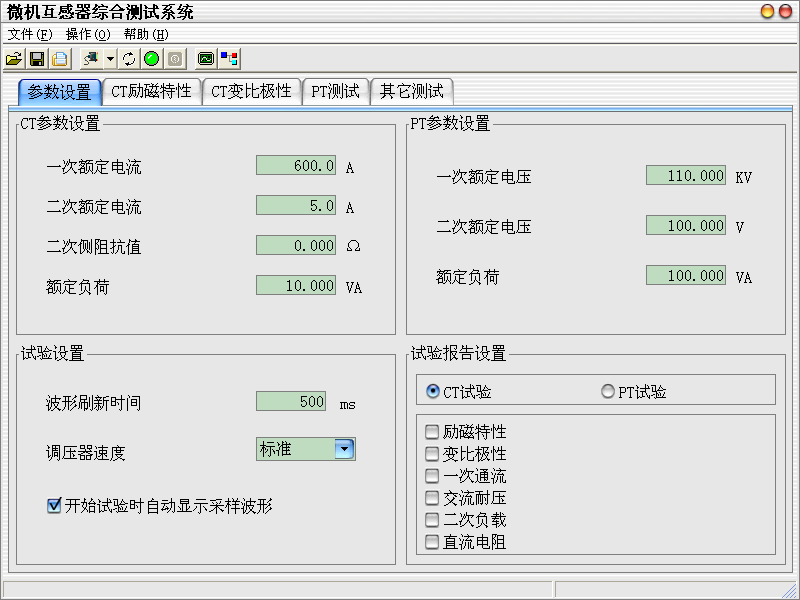 微机互感器综合测试系统
文件(F) 操作(O) 帮助(H)
参数设置 CT励磁特性 CT变比极性 PT测试 其它测试
CT参数设置
一次额定电流 600.0 A
二次额定电流 5.0 A
二次侧阻抗值 0.000 Ω
额定负荷 10.000 VA
PT参数设置
一次额定电压 110.000 KV
二次额定电压 100.000 V
额定负荷 100.000 VA
试验设置
波形刷新时间 500 ms
调压器速度 标准
开始试验时自动显示采样波形
试验报告设置
CT试验 PT试验
励磁特性
变比极性
一次通流
交流耐压
二次负载
直流电阻